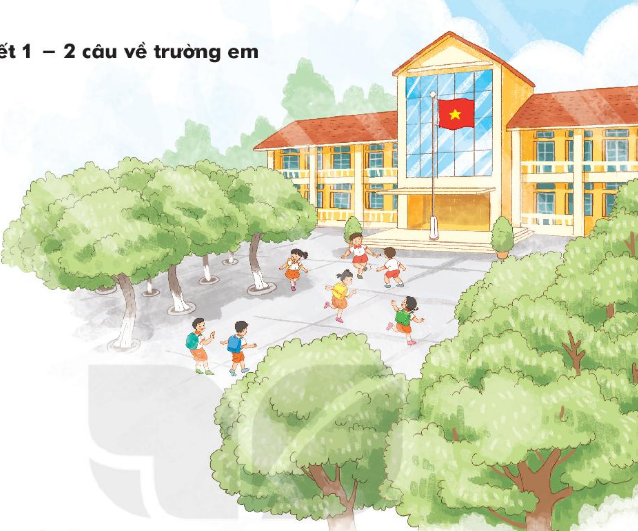 ết 1 – 2 câu về trường em